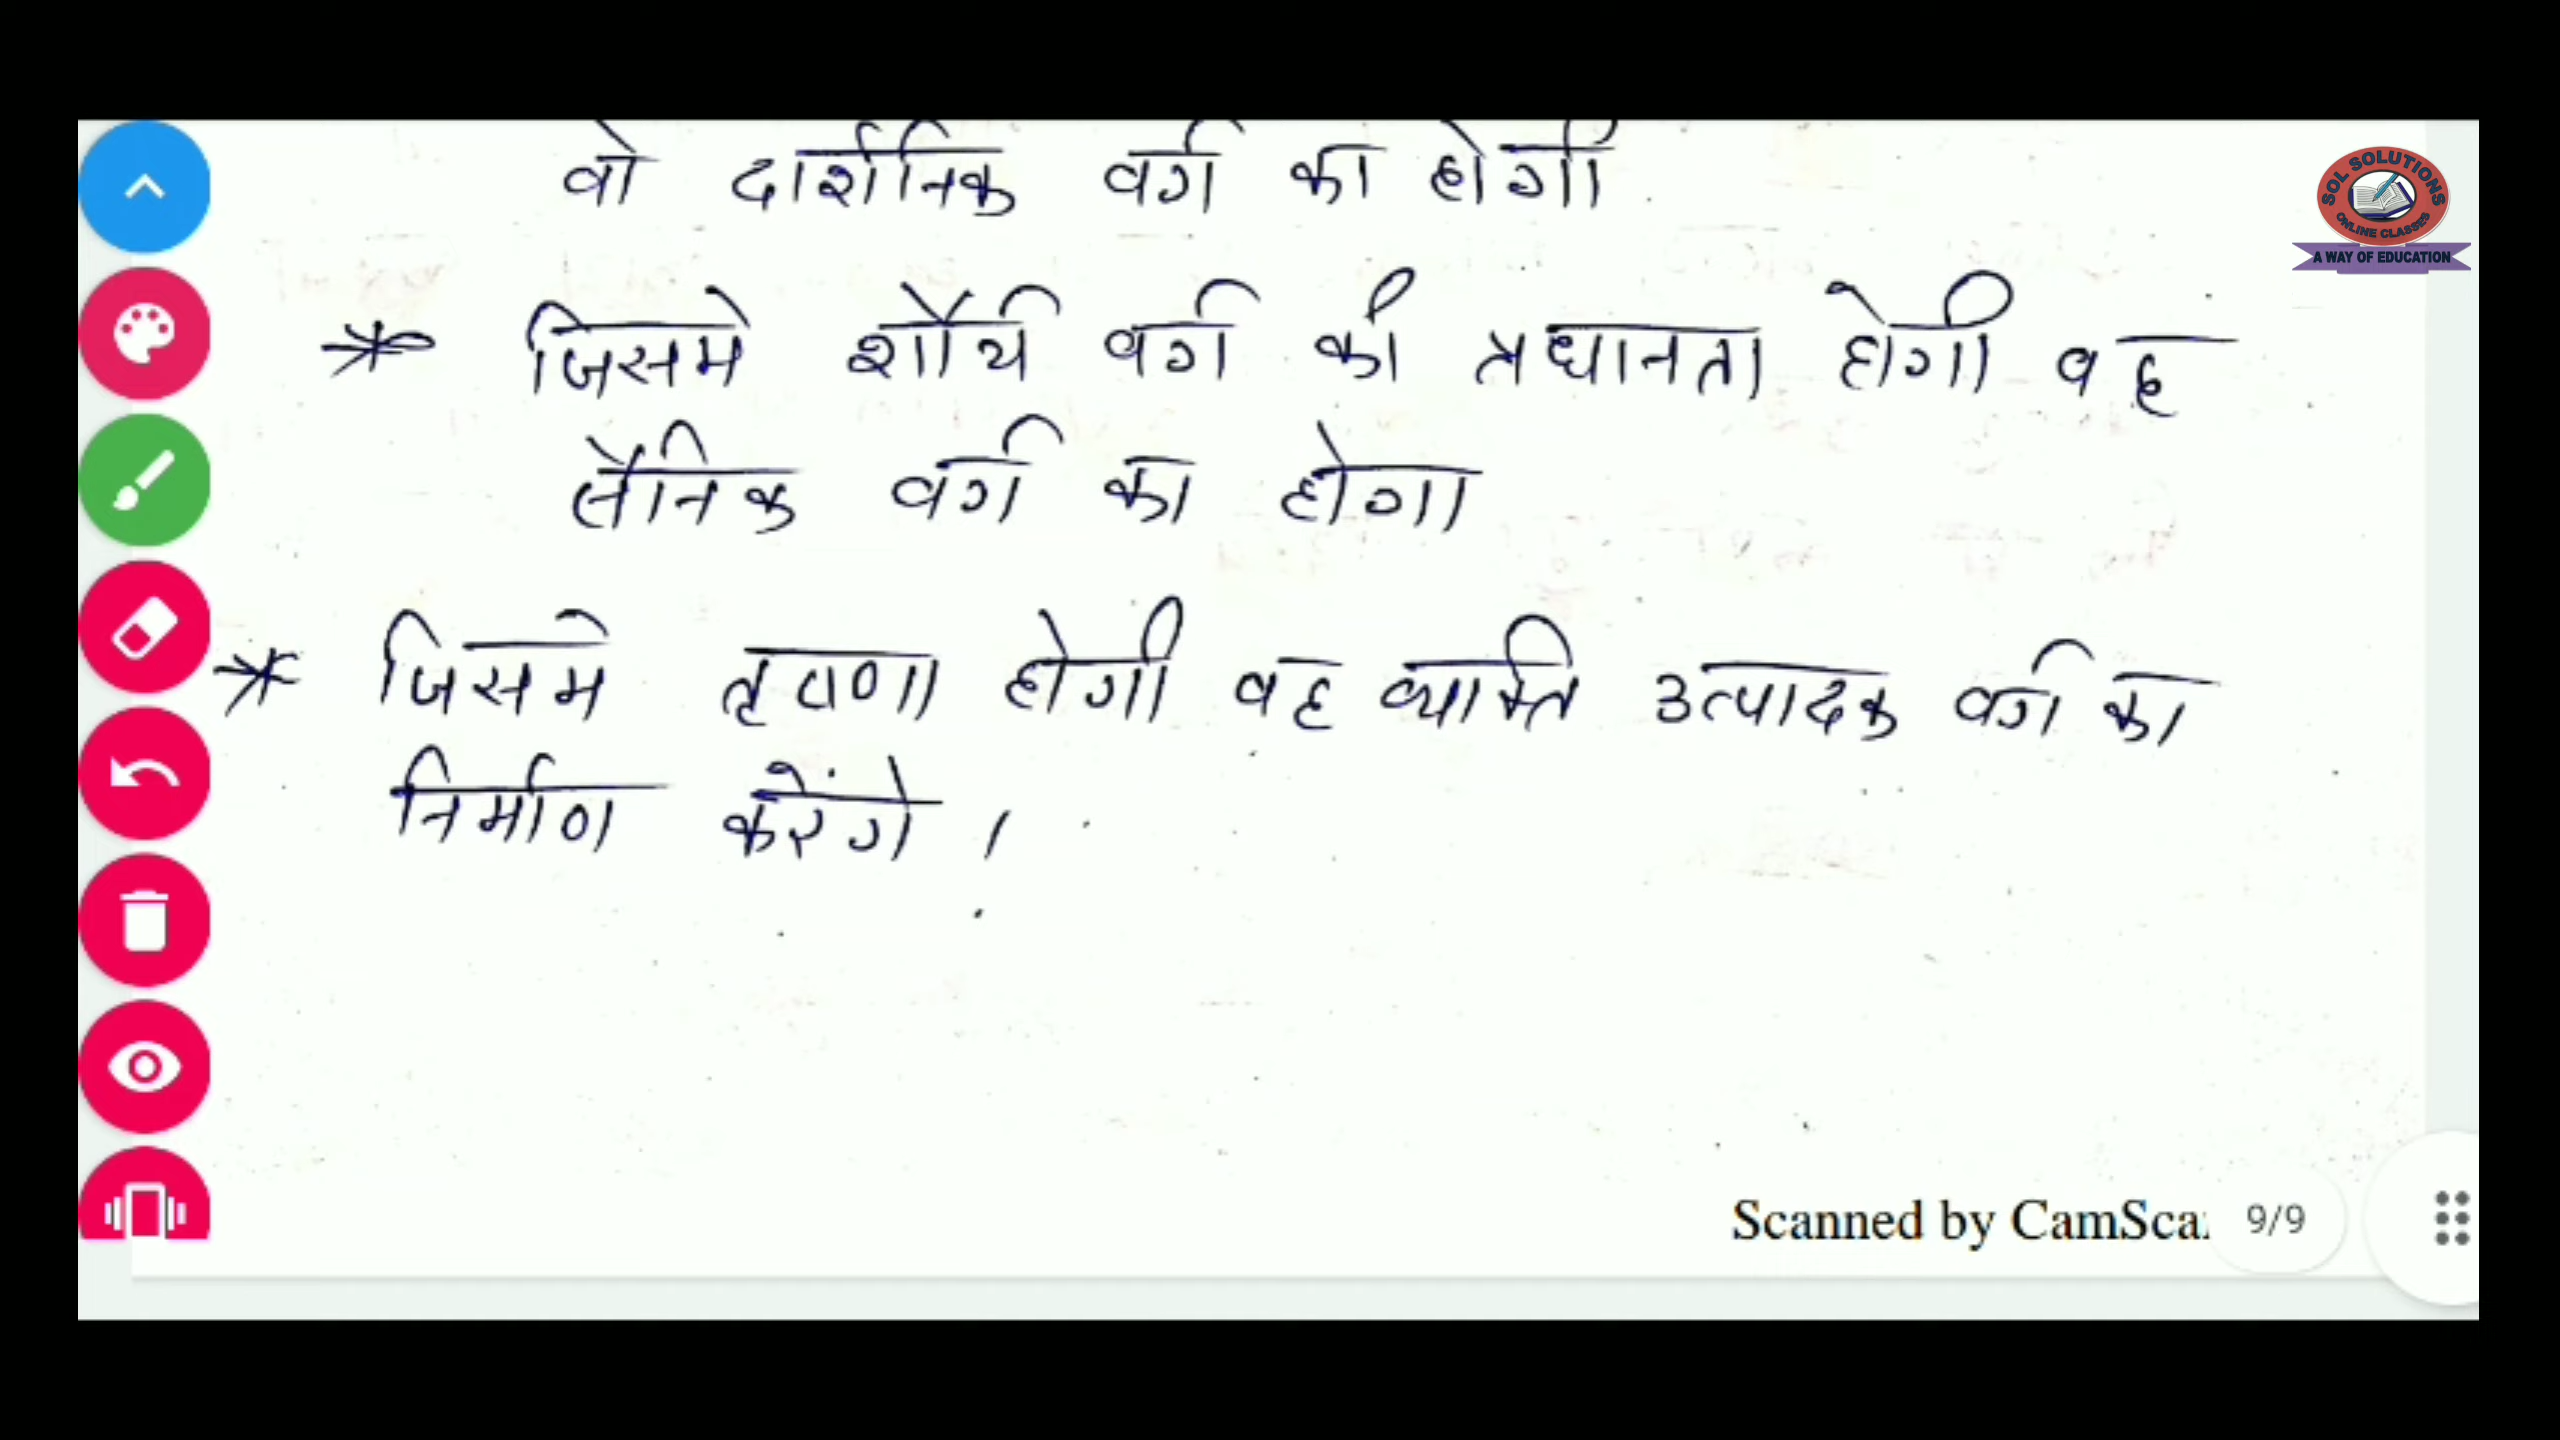 वो दार्शनिक वर्ग का होगी
SOL SOLUTIONS
ONLINE CLASSES
A WAY OF EDUCATION
* जिसमे शौर्य वर्ग की प्रधानता होगी वह
सैनिक वर्ग का होगा
* जिसमे तृष्णा होगी वह व्यक्ति उत्पादक वर्ग का
निर्माण करेंगे ।
Scanned by CamSca
9/9